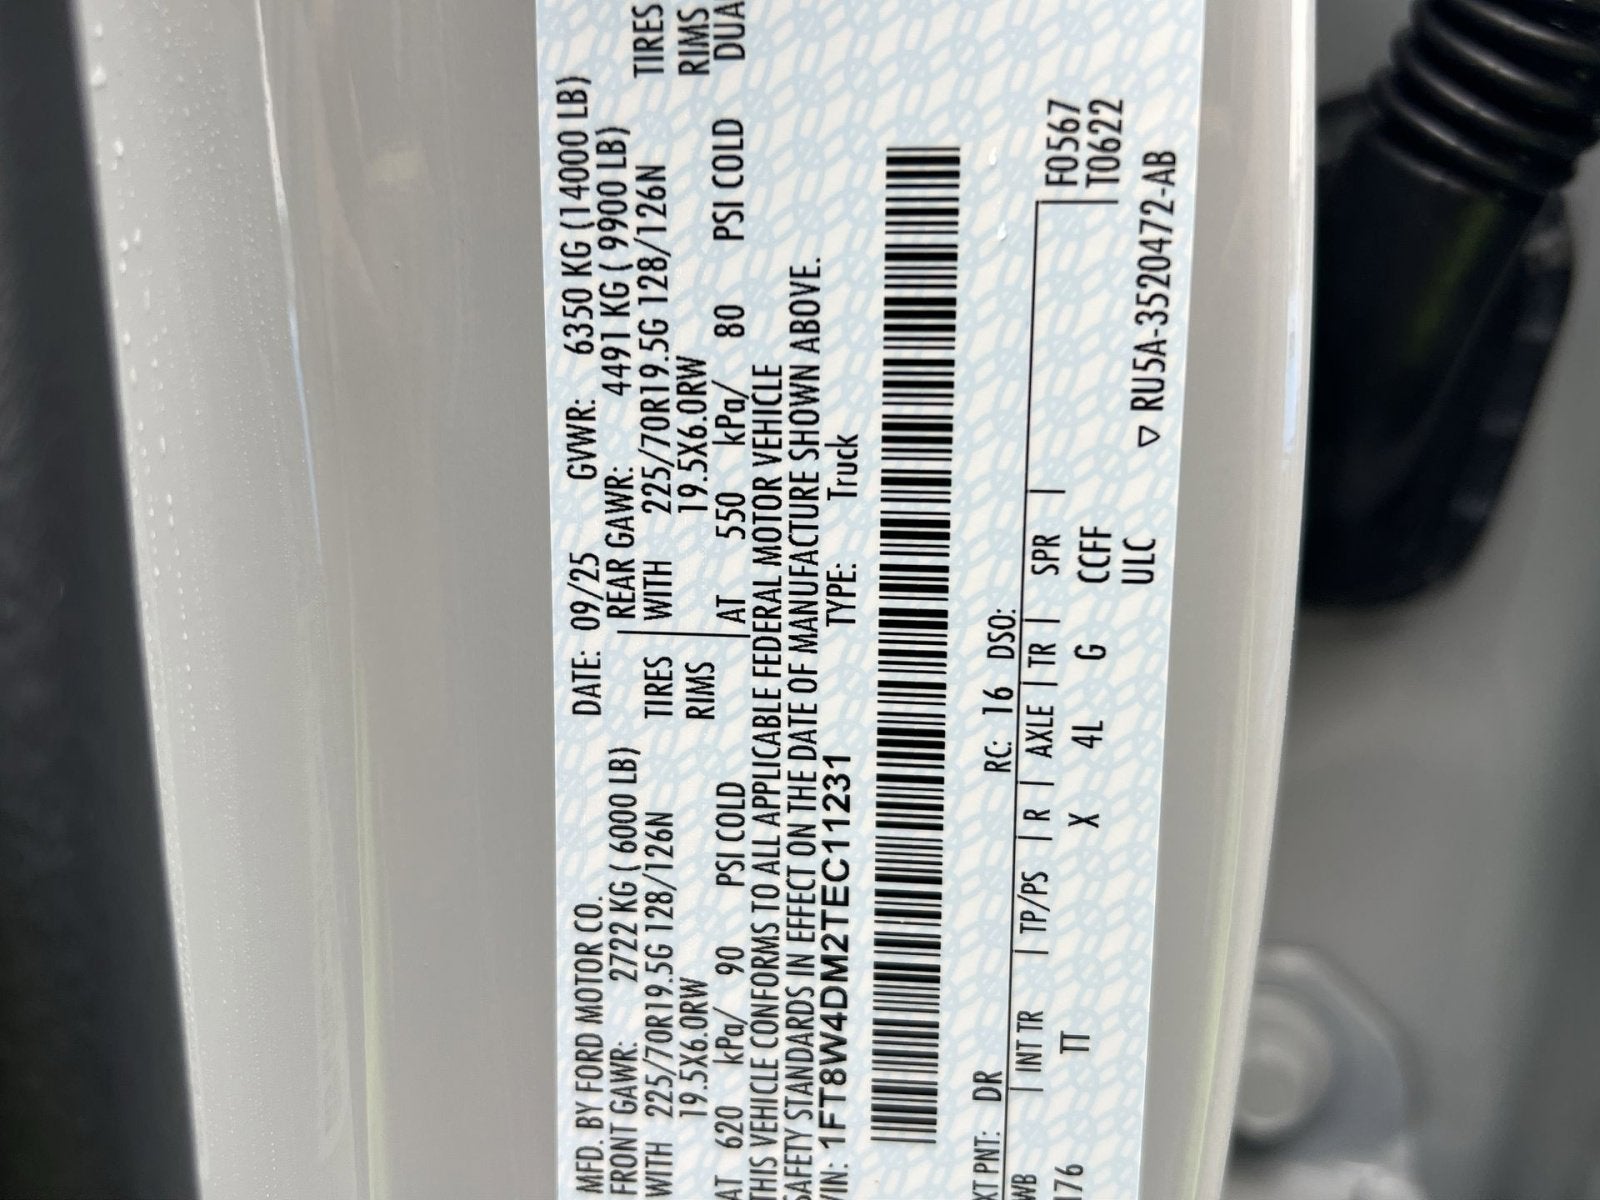 MFD. BY FORD MOTOR CO.
DATE: 09/25 GVWR: 6350 KG (14000 LB)
FRONT GAWR: 2722 KG ( 6000 LB) REAR GAWR: 4491 KG ( 9900 LB)
WITH 225/70R19.5G 128/126N TIRES WITH 225/70R19.5G 128/126N TIRES
19.5X6.0RW RIMS 19.5X6.0RW RIMS
AT 620 kPa/ 90 PSI COLD AT 550 kPa/ 80 PSI COLD DUA
THIS VEHICLE CONFORMS TO ALL APPLICABLE FEDERAL MOTOR VEHICLE
SAFETY STANDARDS IN EFFECT ON THE DATE OF MANUFACTURE SHOWN ABOVE.
VIN: 1FT8W4DM2TEC11231 TYPE: Truck
XT PNT: DR RC: 16 DSO:
WB INT TR TP/PS R AXLE TR SPR F0567
176 TT X 4L G CCFF T0622
ULC
▽ RU5A-3520472-AB